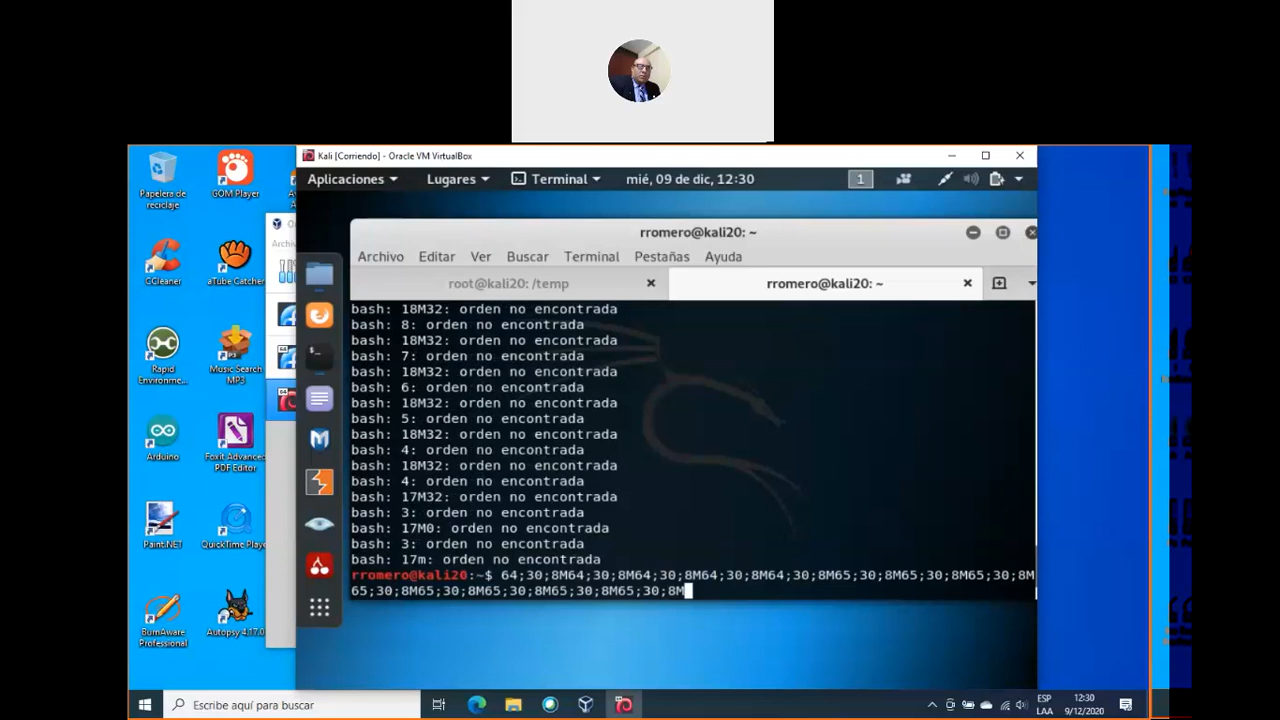 Kali [Corriendo] - Oracle VM VirtualBox
Aplicaciones
Lugares
Terminal
mié, 09 de dic, 12:30
1
rromero@kali20: ~
Archivo Editar Ver Buscar Terminal Pestañas Ayuda
root@kali20: /temp
rromero@kali20: ~
bash: 18M32: orden no encontrada
bash: 8: orden no encontrada
bash: 18M32: orden no encontrada
bash: 7: orden no encontrada
bash: 18M32: orden no encontrada
bash: 6: orden no encontrada
bash: 18M32: orden no encontrada
bash: 5: orden no encontrada
bash: 18M32: orden no encontrada
bash: 4: orden no encontrada
bash: 18M32: orden no encontrada
bash: 4: orden no encontrada
bash: 17M32: orden no encontrada
bash: 3: orden no encontrada
bash: 17M0: orden no encontrada
bash: 3: orden no encontrada
bash: 17m: orden no encontrada
rromero@kali20:~$ 64;30;8M64;30;8M64;30;8M64;30;8M64;30;8M65;30;8M65;30;8M65;30;8M
65;30;8M65;30;8M65;30;8M65;30;8M65;30;8M
Papelera de
reciclaje
GOM Player
Archiv
CCleaner
aTube Catcher
Rapid
Environme...
Music Search
MP3
Arduino
Foxit Advanced
PDF Editor
Paint.NET
QuickTime Playe
BurnAware
Professional
Autopsy 4.17.0
Escribe aquí para buscar
ESP
LAA
12:30
9/12/2020